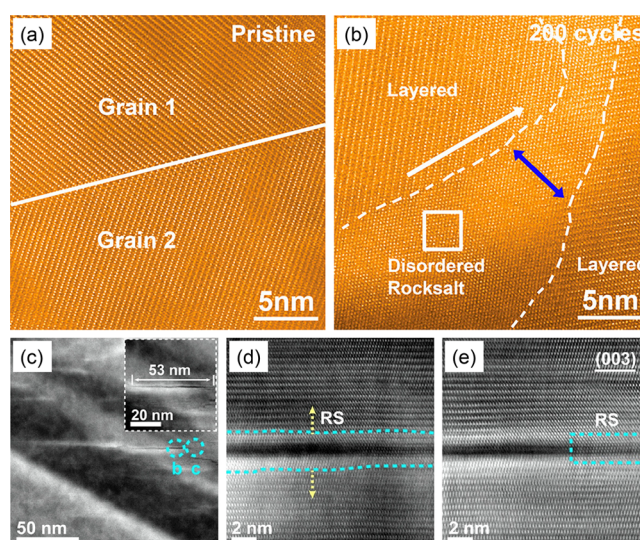 (a)
Pristine
Grain 1
Grain 2
5nm
(b)
200 cycles
Layered
Disordered
Rocksalt
Layered
5nm
(c)
53 nm
20 nm
b c
50 nm
(d)
RS
2 nm
(e)
(003)
RS
2 nm